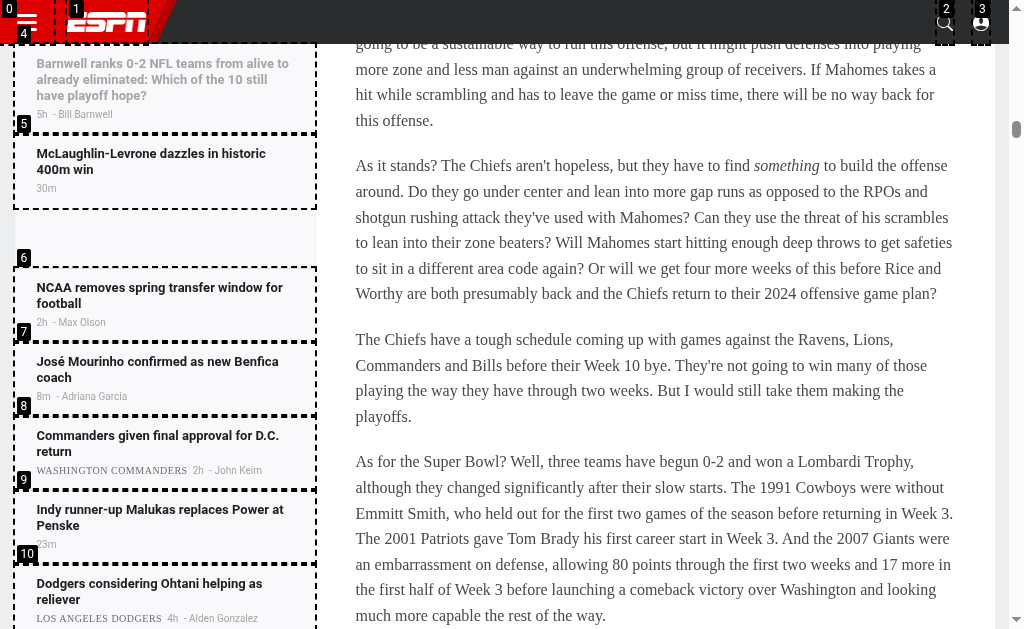 0
1
ESPN
2
3
4
Barnwell ranks 0-2 NFL teams from alive to
already eliminated: Which of the 10 still
have playoff hope?
5h - Bill Barnwell
5
McLaughlin-Levrone dazzles in historic
400m win
30m
6
NCAA removes spring transfer window for
football
2h - Max Olson
7
José Mourinho confirmed as new Benfica
coach
8m - Adriana Garcia
8
Commanders given final approval for D.C.
return
WASHINGTON COMMANDERS 2h - John Keim
9
Indy runner-up Malukas replaces Power at
Penske
23m
10
Dodgers considering Ohtani helping as
reliever
LOS ANGELES DODGERS 4h - Alden Gonzalez
going to be a sustainable way to run this offense, but it might push defenses into playing
more zone and less man against an underwhelming group of receivers. If Mahomes takes a
hit while scrambling and has to leave the game or miss time, there will be no way back for
this offense.
As it stands? The Chiefs aren't hopeless, but they have to find something to build the offense
around. Do they go under center and lean into more gap runs as opposed to the RPOs and
shotgun rushing attack they've used with Mahomes? Can they use the threat of his scrambles
to lean into their zone beaters? Will Mahomes start hitting enough deep throws to get safeties
to sit in a different area code again? Or will we get four more weeks of this before Rice and
Worthy are both presumably back and the Chiefs return to their 2024 offensive game plan?
The Chiefs have a tough schedule coming up with games against the Ravens, Lions,
Commanders and Bills before their Week 10 bye. They're not going to win many of those
playing the way they have through two weeks. But I would still take them making the
playoffs.
As for the Super Bowl? Well, three teams have begun 0-2 and won a Lombardi Trophy,
although they changed significantly after their slow starts. The 1991 Cowboys were without
Emmitt Smith, who held out for the first two games of the season before returning in Week 3.
The 2001 Patriots gave Tom Brady his first career start in Week 3. And the 2007 Giants were
an embarrassment on defense, allowing 80 points through the first two weeks and 17 more in
the first half of Week 3 before launching a comeback victory over Washington and looking
much more capable the rest of the way.